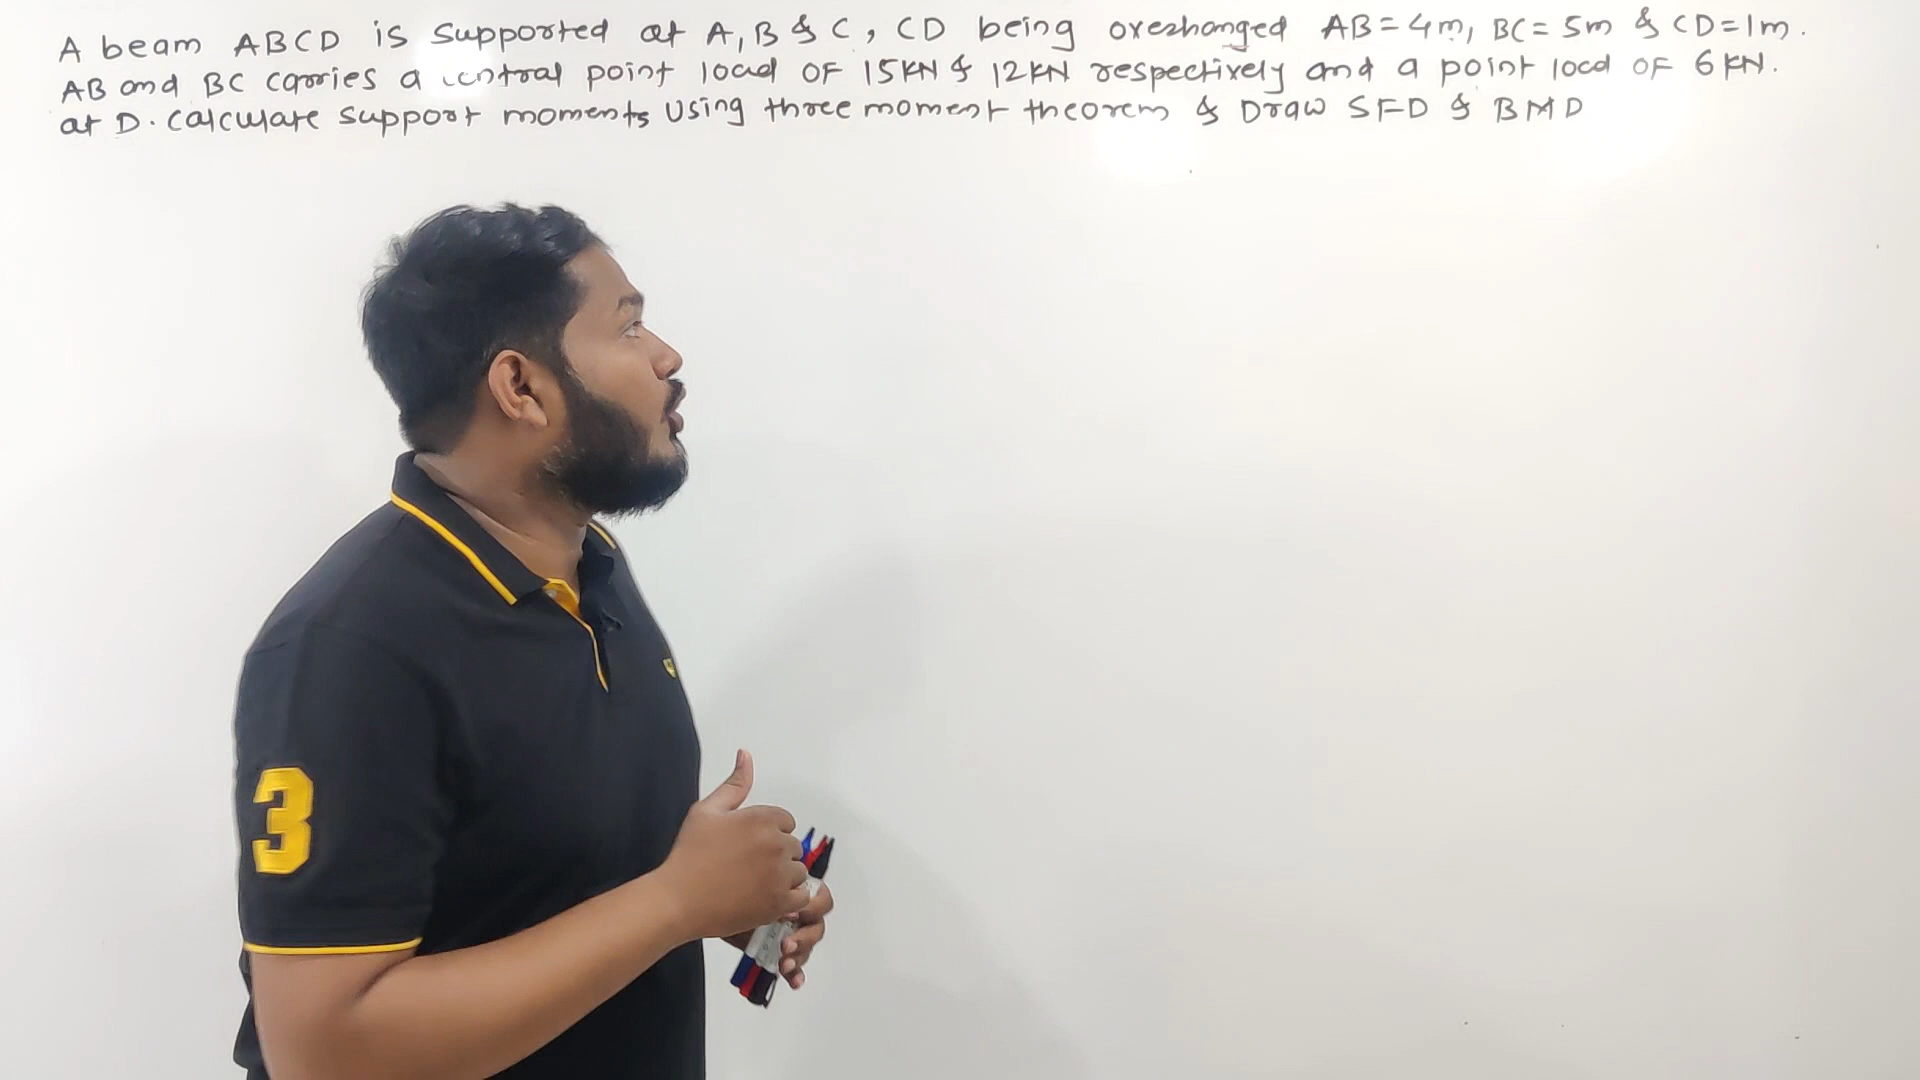 A beam ABCD is supported at A, B & C, CD being overhanged AB = 4m, BC = 5m & CD = 1m.
AB and BC carries a central point load OF 15KN & 12KN respectively and a point load OF 6KN.
at D. Calculate support moments Using three moment theorem & Draw SFD & BMD
3